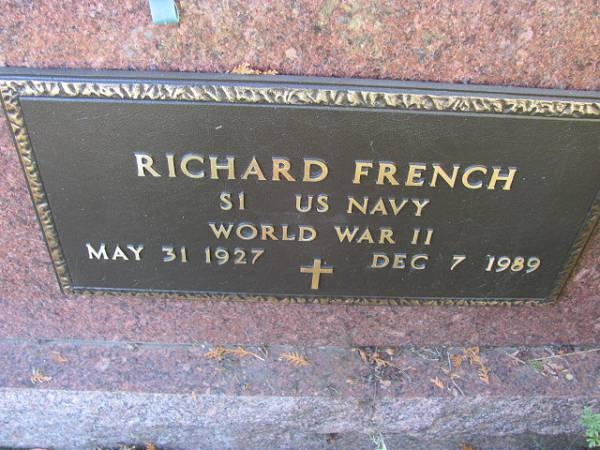 RICHARD FRENCH
S1 US NAVY
WORLD WAR II
MAY 31 1927 DEC 7 1989